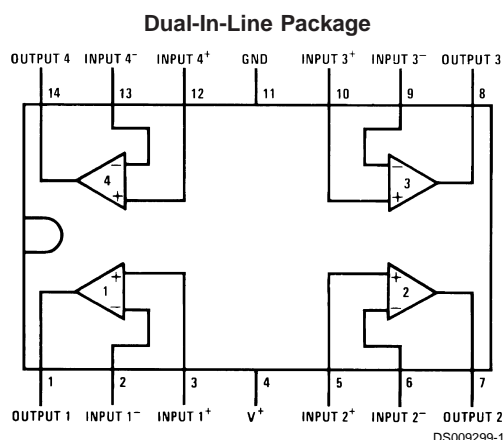 Dual-In-Line Package
OUTPUT 4 INPUT 4⁻ INPUT 4⁺ GND INPUT 3⁺ INPUT 3⁻ OUTPUT 3
14 13 12 11 10 9 8
− −
4 3
+ +
+ +
1 2
− −
1 2 3 4 5 6 7
OUTPUT 1 INPUT 1⁻ INPUT 1⁺ V⁺ INPUT 2⁺ INPUT 2⁻ OUTPUT 2
DS009299-1